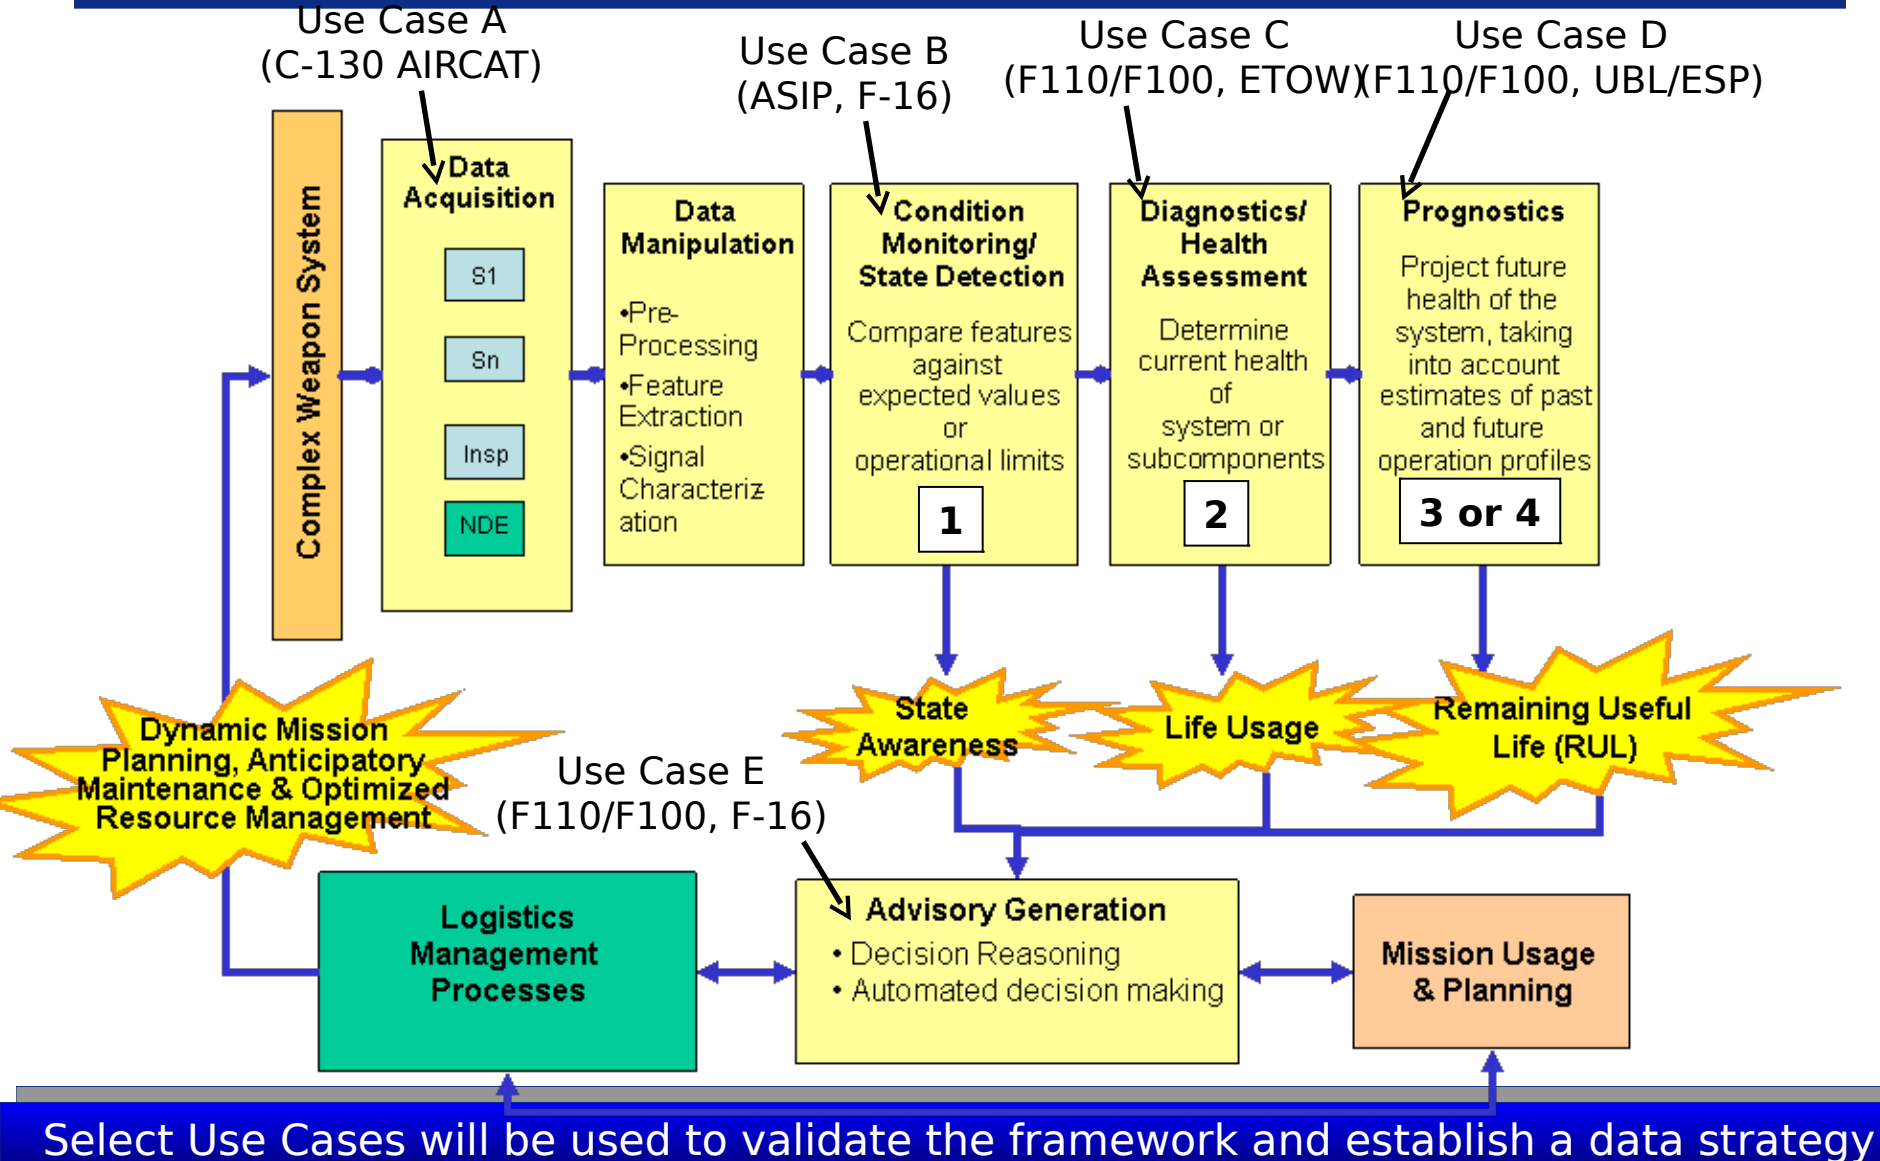 Use Case A
(C-130 AIRCAT)
Use Case B
(ASIP, F-16)
Use Case C
(F110/F100, ETOW)
Use Case D
(F110/F100, UBL/ESP)
Complex Weapon System
Data
Acquisition
S1
Sn
Insp
NDE
Data
Manipulation
•Pre-
Processing
•Feature
Extraction
•Signal
Characteriz-
ation
Condition
Monitoring/
State Detection
Compare features
against
expected values
or
operational limits
1
Diagnostics/
Health
Assessment
Determine
current health
of
system or
subcomponents
2
Prognostics
Project future
health of the
system, taking
into account
estimates of past
and future
operation profiles
3 or 4
State
Awareness
Life Usage
Remaining Useful
Life (RUL)
Dynamic Mission
Planning, Anticipatory
Maintenance & Optimized
Resource Management
Use Case E
(F110/F100, F-16)
Logistics
Management
Processes
Advisory Generation
• Decision Reasoning
• Automated decision making
Mission Usage
& Planning
Select Use Cases will be used to validate the framework and establish a data strategy